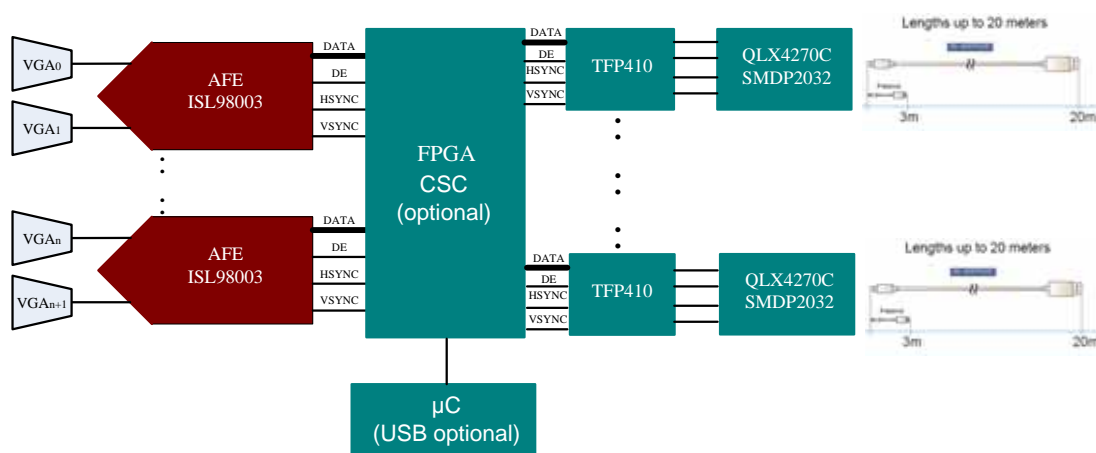 VGA0
VGA1
AFE
ISL98003
DATA
DE
HSYNC
VSYNC
VGAn
VGAn+1
AFE
ISL98003
DATA
DE
HSYNC
VSYNC
FPGA
CSC
(optional)
µC
(USB optional)
DATA
DE
HSYNC
VSYNC
TFP410
QLX4270C
SMDP2032
Lengths up to 20 meters
Passive
3m
20m
DATA
DE
HSYNC
VSYNC
TFP410
QLX4270C
SMDP2032
Lengths up to 20 meters
Passive
3m
20m